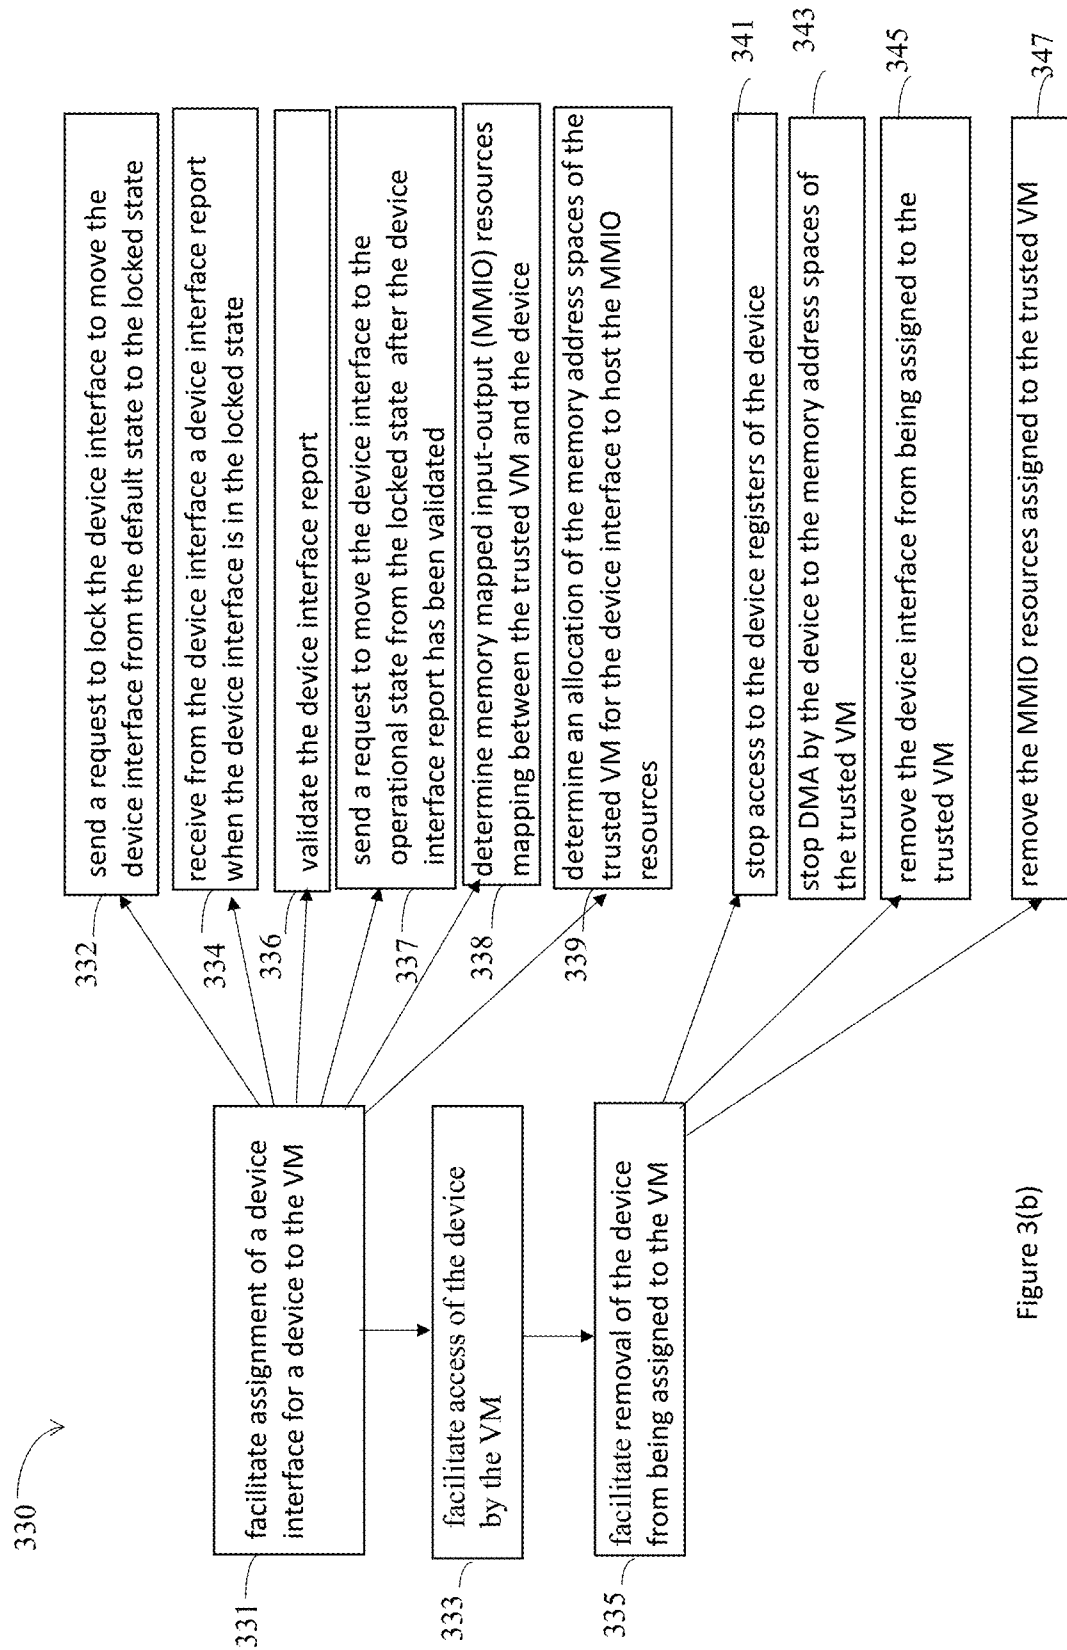 330
331
facilitate assignment of a device
interface for a device to the VM
333
facilitate access of the device
by the VM
335
facilitate removal of the device
from being assigned to the VM
332
send a request to lock the device interface to move the
device interface from the default state to the locked state
334
receive from the device interface a device interface report
when the device interface is in the locked state
336
validate the device interface report
337
send a request to move the device interface to the
operational state from the locked state after the device
interface report has been validated
338
determine memory mapped input-output (MMIO) resources
mapping between the trusted VM and the device
339
determine an allocation of the memory address spaces of the
trusted VM for the device interface to host the MMIO
resources
341
stop access to the device registers of the device
343
stop DMA by the device to the memory address spaces of
the trusted VM
345
remove the device interface from being assigned to the
trusted VM
347
remove the MMIO resources assigned to the trusted VM
Figure 3(b)